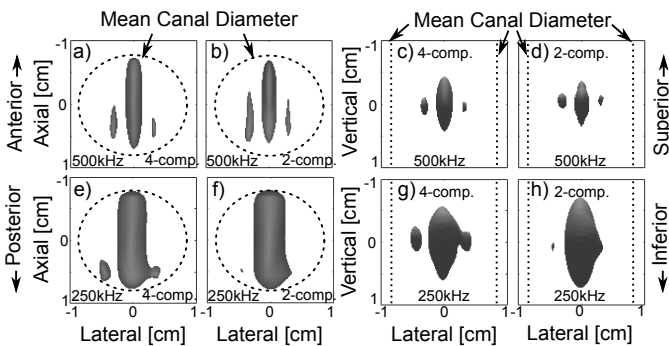 Mean Canal Diameter Mean Canal Diameter
Anterior →
Axial [cm]
-1
0
1
a)
500kHz 4-comp.
b)
500kHz 2-comp.
Vertical [cm]
-1
0
1
c) 4-comp.
500kHz
d) 2-comp.
500kHz
Superior →
← Posterior
Axial [cm]
-1
0
1
e)
250kHz 4-comp.
f)
250kHz 2-comp.
Vertical [cm]
-1
0
1
g) 4-comp.
250kHz
h) 2-comp.
250kHz
← Inferior
-1 0 1 0 1 -1 0 1 0 1
Lateral [cm] Lateral [cm] Lateral [cm] Lateral [cm]